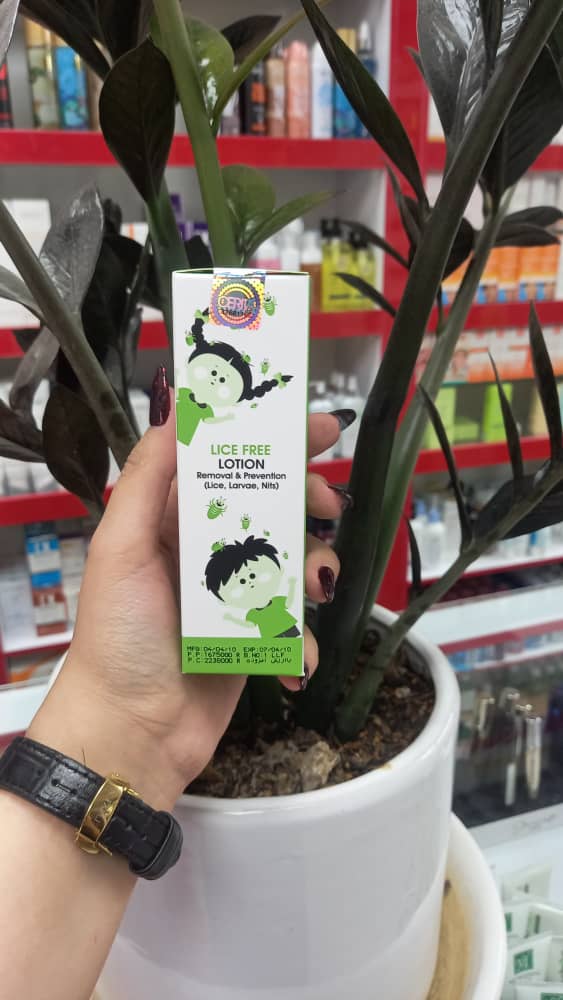 LICE FREE
LOTION
Removal & Prevention
(Lice, Larvae, Nits)
MFG:04/04/10 EXP:07/04/10
P.P:1675000 R B.NO:1 LLF
P.C:2238000 R